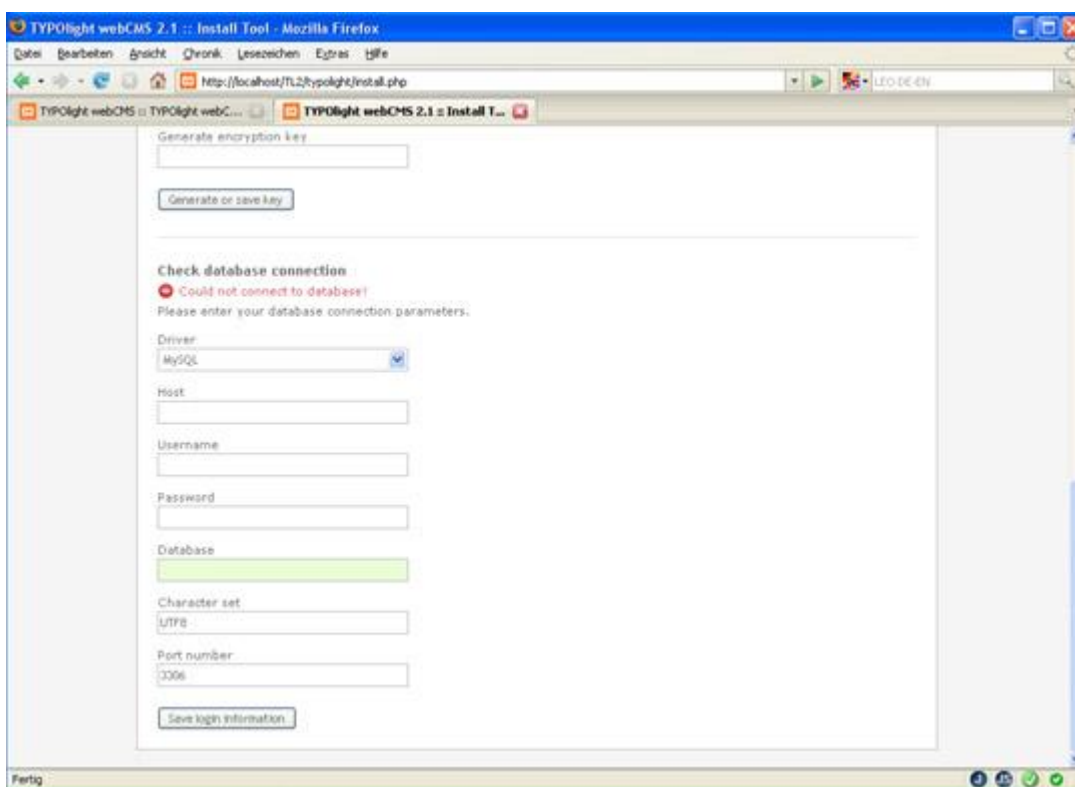 TYPOlight webCMS 2.1 :: Install Tool - Mozilla Firefox
Datei Bearbeiten Ansicht Chronik Lesezeichen Extras Hilfe
http://localhost/TL2/typolight/install.php LEO DE-EN
TYPOlight webCMS :: TYPOlight webC... TYPOlight webCMS 2.1 :: Install T...
Generate encryption key
Generate or save key
Check database connection
Could not connect to database!
Please enter your database connection parameters.
Driver
MySQL
Host
Username
Password
Database
Character set
UTF8
Port number
3306
Save login information
Fertig